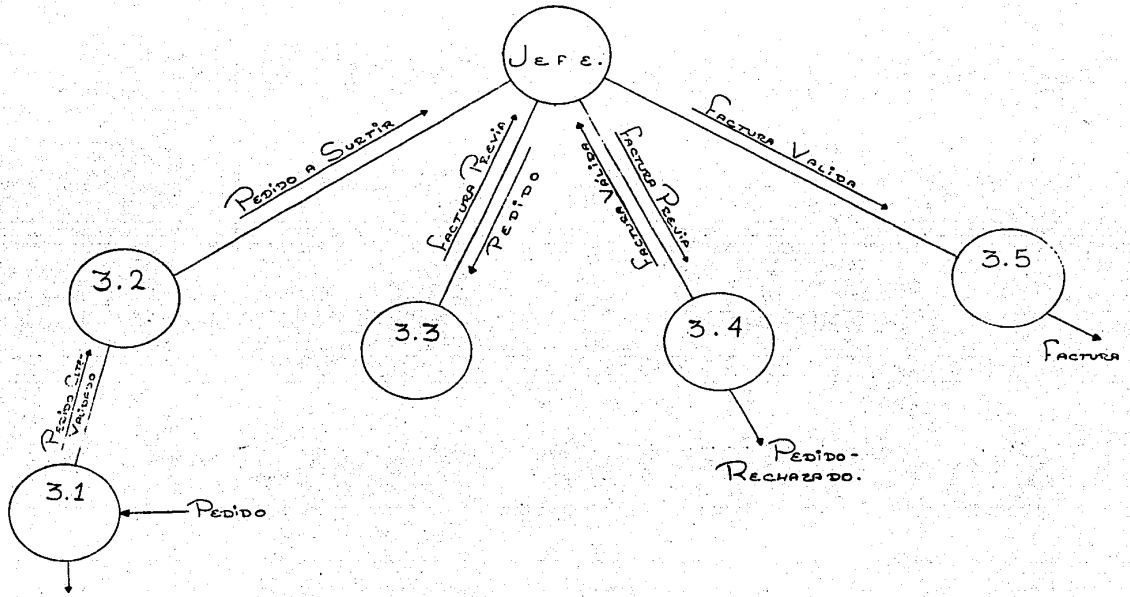 JEFE.
PEDIDO A SURTIR
FACTURA PREVIA
PEDIDO
FACTURA VALIDA
FACTURA PREVIA
FACTURA VALIDA
3.2
3.3
3.4
3.5
FACTURA
PEDIDO
VALIDADO
PEDIDO-
RECHAZADO.
3.1
PEDIDO